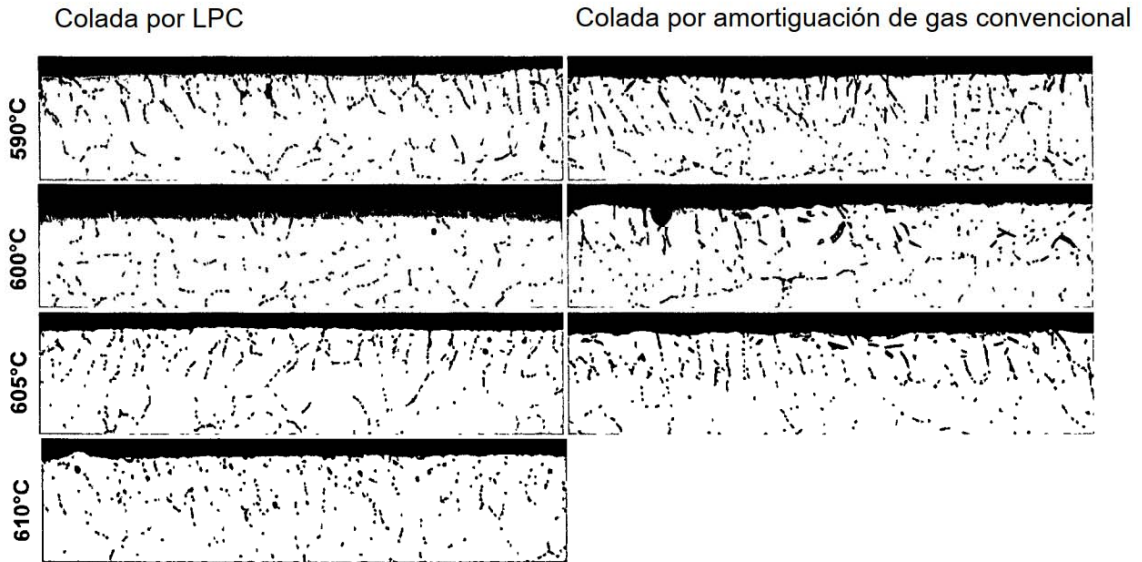 Colada por LPC
Colada por amortiguación de gas convencional
590°C
600°C
605°C
610°C